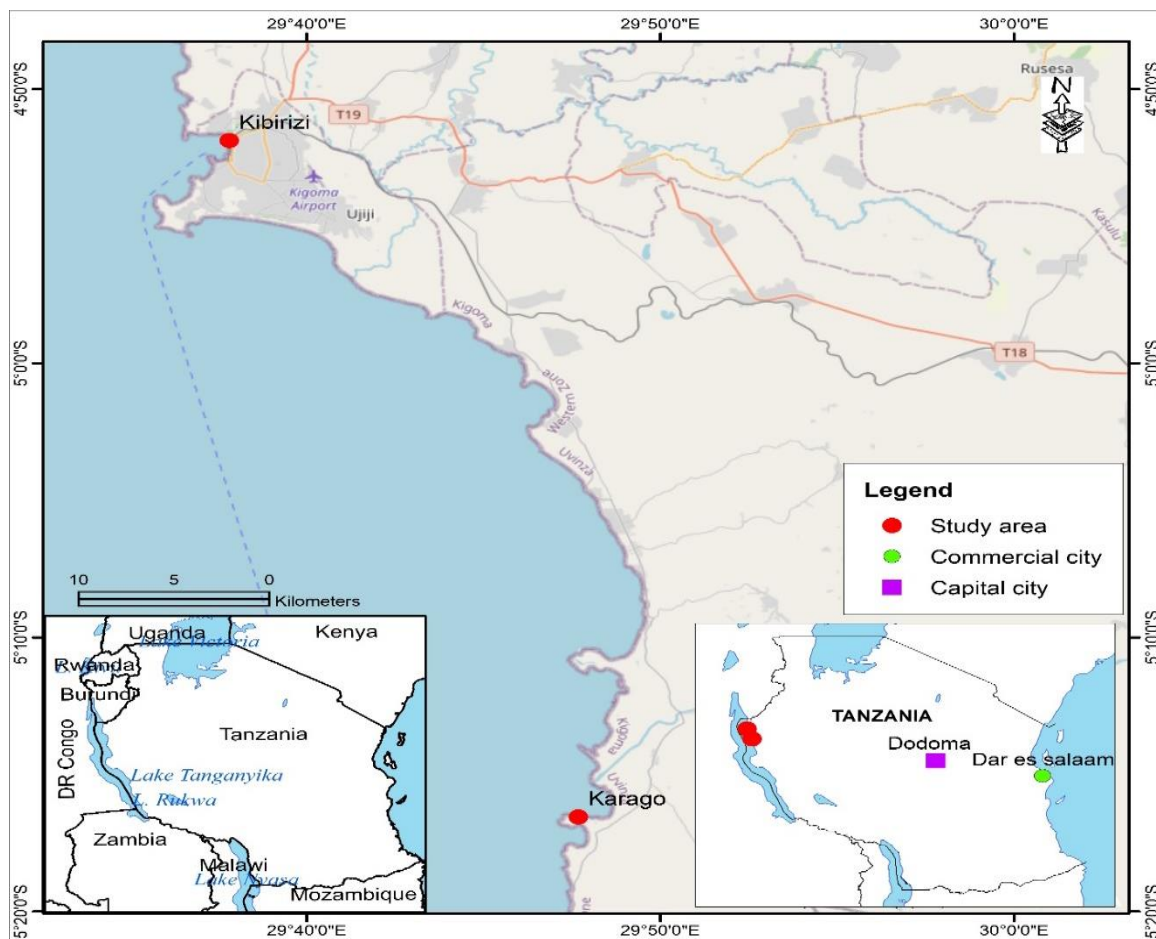 29°40'0"E
29°50'0"E
30°0'0"E
4°50'0"S
4°50'0"S
Rusesa
N
T19
Kibirizi
Kigoma
Airport
Ujiji
Kasulu
Kigoma
5°0'0"S
5°0'0"S
T18
Western Zone
Uvinza
Legend
Study area
Commercial city
Capital city
10 5 0
Kilometers
5°10'0"S
5°10'0"S
Uganda
Lake Victoria
Kenya
Rwanda
Burundi
DR Congo
Tanzania
Lake Tanganyika
L. Rukwa
Zambia
Malawi
Lake Nyasa
Mozambique
TANZANIA
Dodoma
Dar es salaam
Kigoma
Karago
5°20'0"S
5°20'0"S
29°40'0"E
29°50'0"E
30°0'0"E